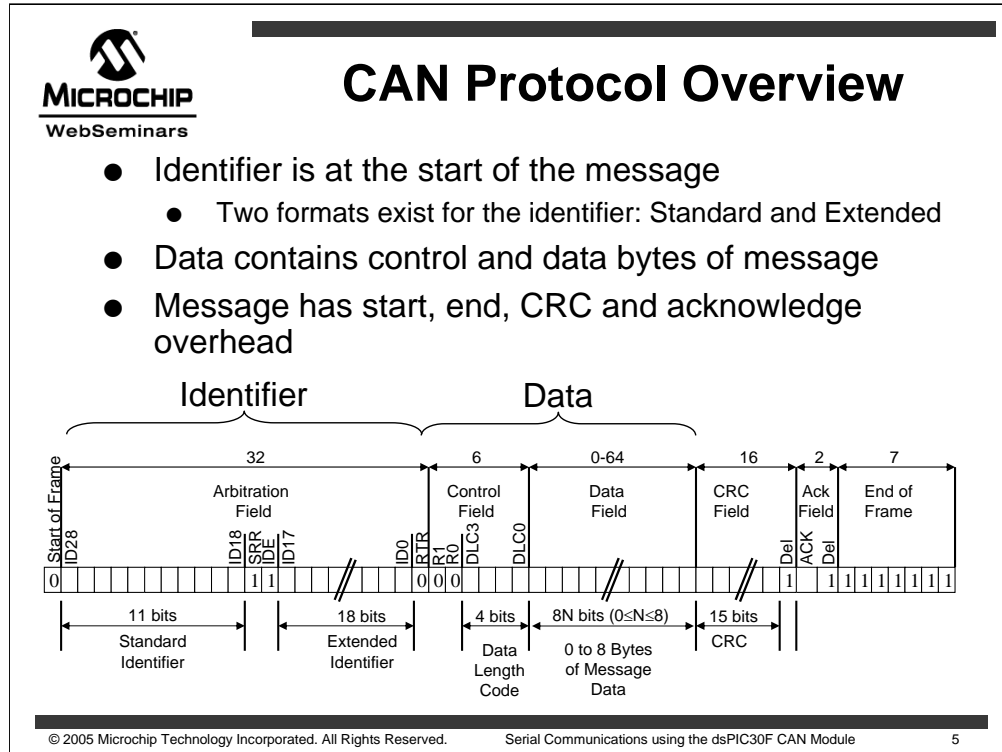 MICROCHIP
WebSeminars
CAN Protocol Overview
● Identifier is at the start of the message
● Two formats exist for the identifier: Standard and Extended
● Data contains control and data bytes of message
● Message has start, end, CRC and acknowledge
overhead
Identifier
Data
32
6
0-64
16
2
7
Start of Frame
Arbitration
Field
Control
Field
Data
Field
CRC
Field
Ack
Field
End of
Frame
ID28
ID18
SRR
IDE
ID17
ID0
RTR
R1
R0
DLC3
DLC0
Del
ACK
Del
0 1 1 0 0 0 1 1 1 1 1 1 1 1 1
11 bits
18 bits
4 bits
8N bits (0≤N≤8)
15 bits
Standard
Identifier
Extended
Identifier
Data
Length
Code
0 to 8 Bytes
of Message
Data
CRC
© 2005 Microchip Technology Incorporated. All Rights Reserved. Serial Communications using the dsPIC30F CAN Module 5